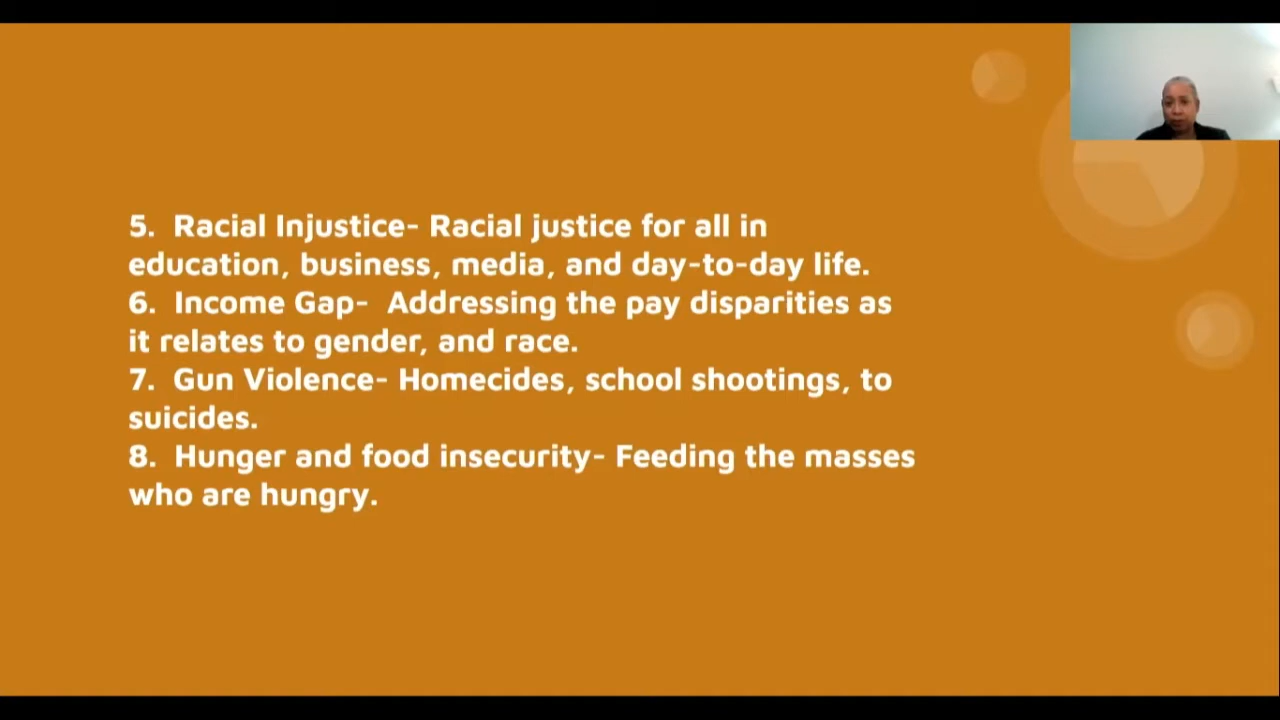 5.  Racial Injustice- Racial justice for all in
education, business, media, and day-to-day life.
6.  Income Gap-  Addressing the pay disparities as
it relates to gender, and race.
7.  Gun Violence- Homecides, school shootings, to
suicides.
8.  Hunger and food insecurity- Feeding the masses
who are hungry.